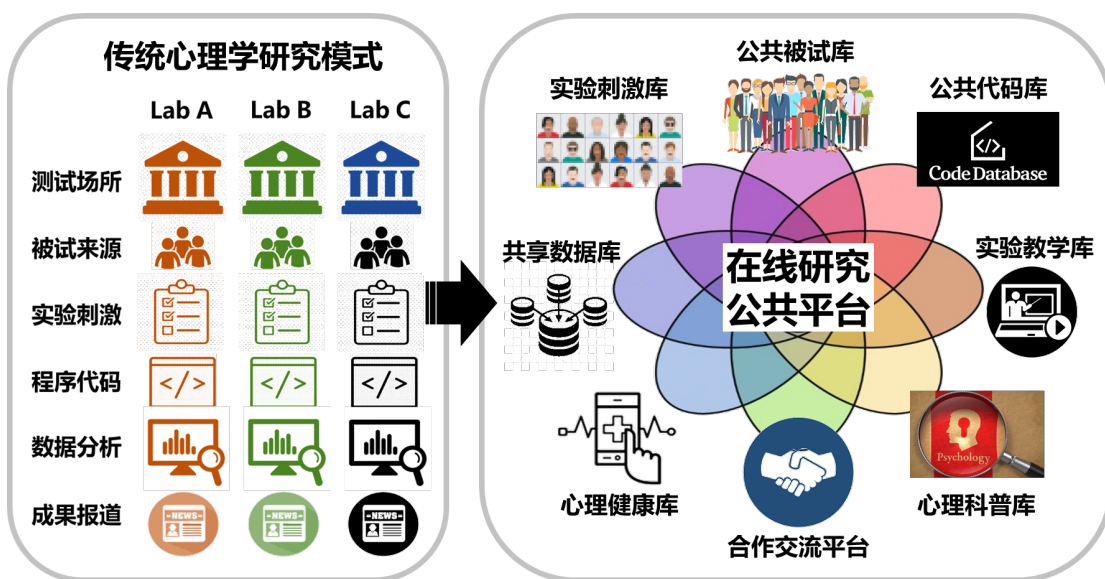 传统心理学研究模式
Lab A Lab B Lab C
测试场所
被试来源
实验刺激
程序代码
</> </> </>
数据分析
成果报道
NEWS NEWS NEWS
公共被试库
实验刺激库
公共代码库
</>
Code Database
共享数据库
在线研究
公共平台
实验教学库
心理健康库
Psychology
心理科普库
合作交流平台